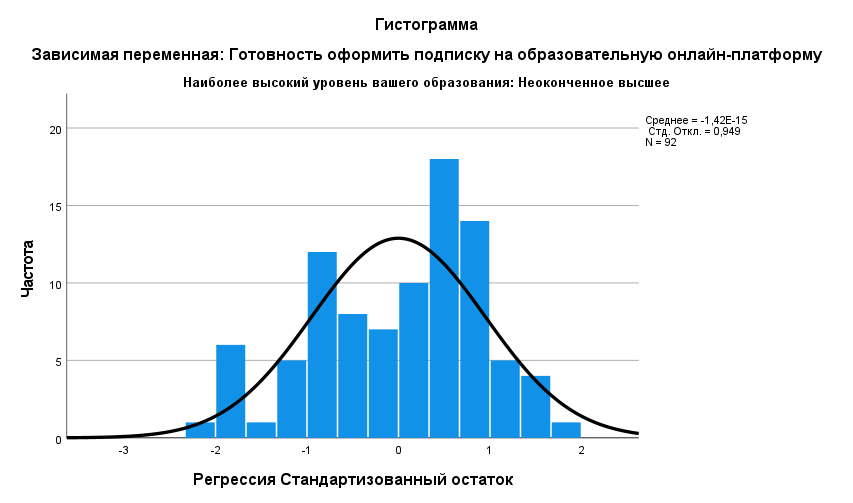 Гистограмма
Зависимая переменная: Готовность оформить подписку на образовательную онлайн-платформу
Наиболее высокий уровень вашего образования: Неоконченное высшее
Среднее = -1,42E-15
Стд. Откл. = 0,949
N = 92
Частота
20
15
10
5
0
-3 -2 -1 0 1 2
Регрессия Стандартизованный остаток